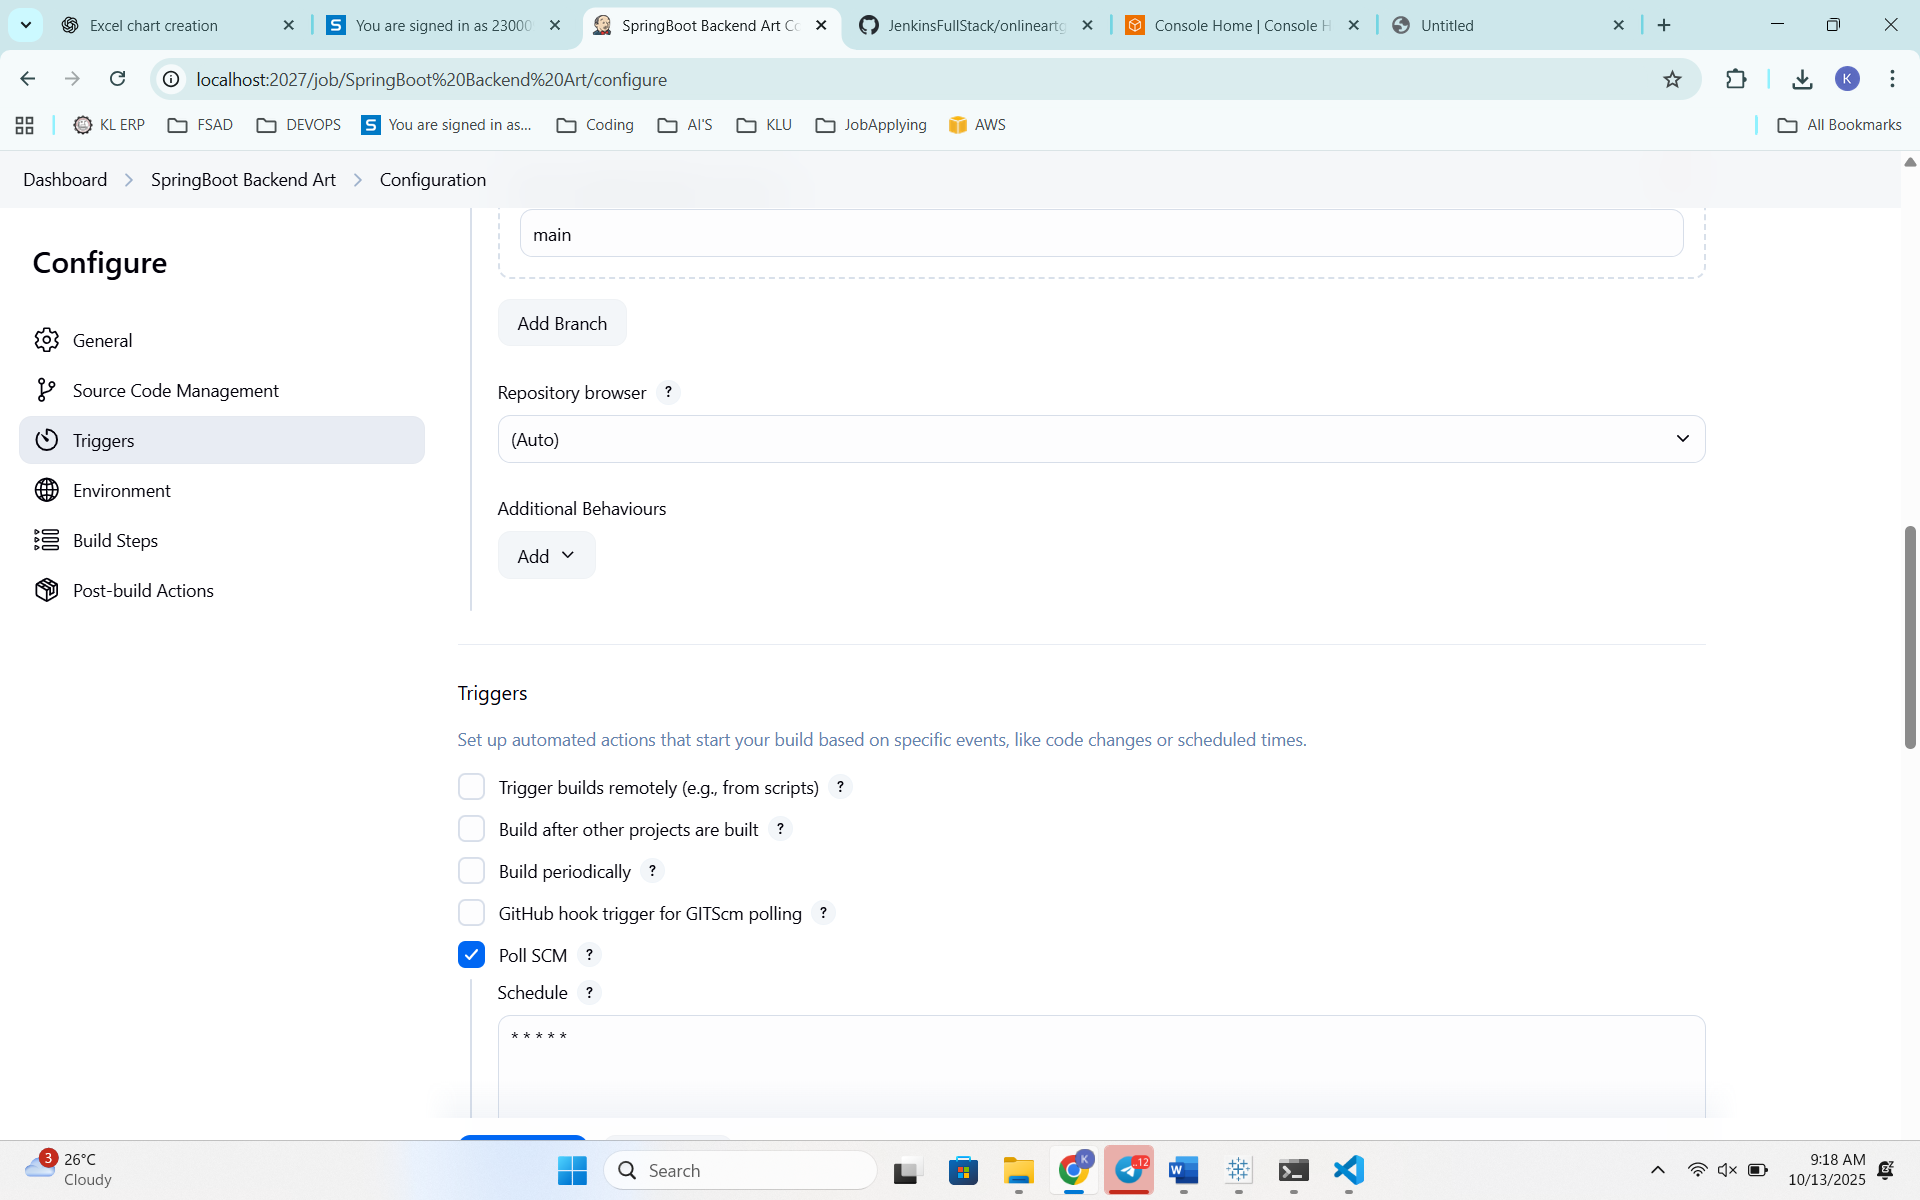 Excel chart creation
You are signed in as 23000
SpringBoot Backend Art Co
JenkinsFullStack/onlineartg
Console Home | Console H
Untitled
localhost:2027/job/SpringBoot%20Backend%20Art/configure
K
KL ERP
FSAD
DEVOPS
You are signed in as...
Coding
AI'S
KLU
JobApplying
AWS
All Bookmarks
Dashboard > SpringBoot Backend Art > Configuration
Configure
General
Source Code Management
Triggers
Environment
Build Steps
Post-build Actions
main
Add Branch
Repository browser ?
(Auto)
Additional Behaviours
Add
Triggers
Set up automated actions that start your build based on specific events, like code changes or scheduled times.
Trigger builds remotely (e.g., from scripts) ?
Build after other projects are built ?
Build periodically ?
GitHub hook trigger for GITScm polling ?
Poll SCM ?
Schedule ?
* * * * *
3
26°C
Cloudy
Search
K
..12
9:18 AM
10/13/2025